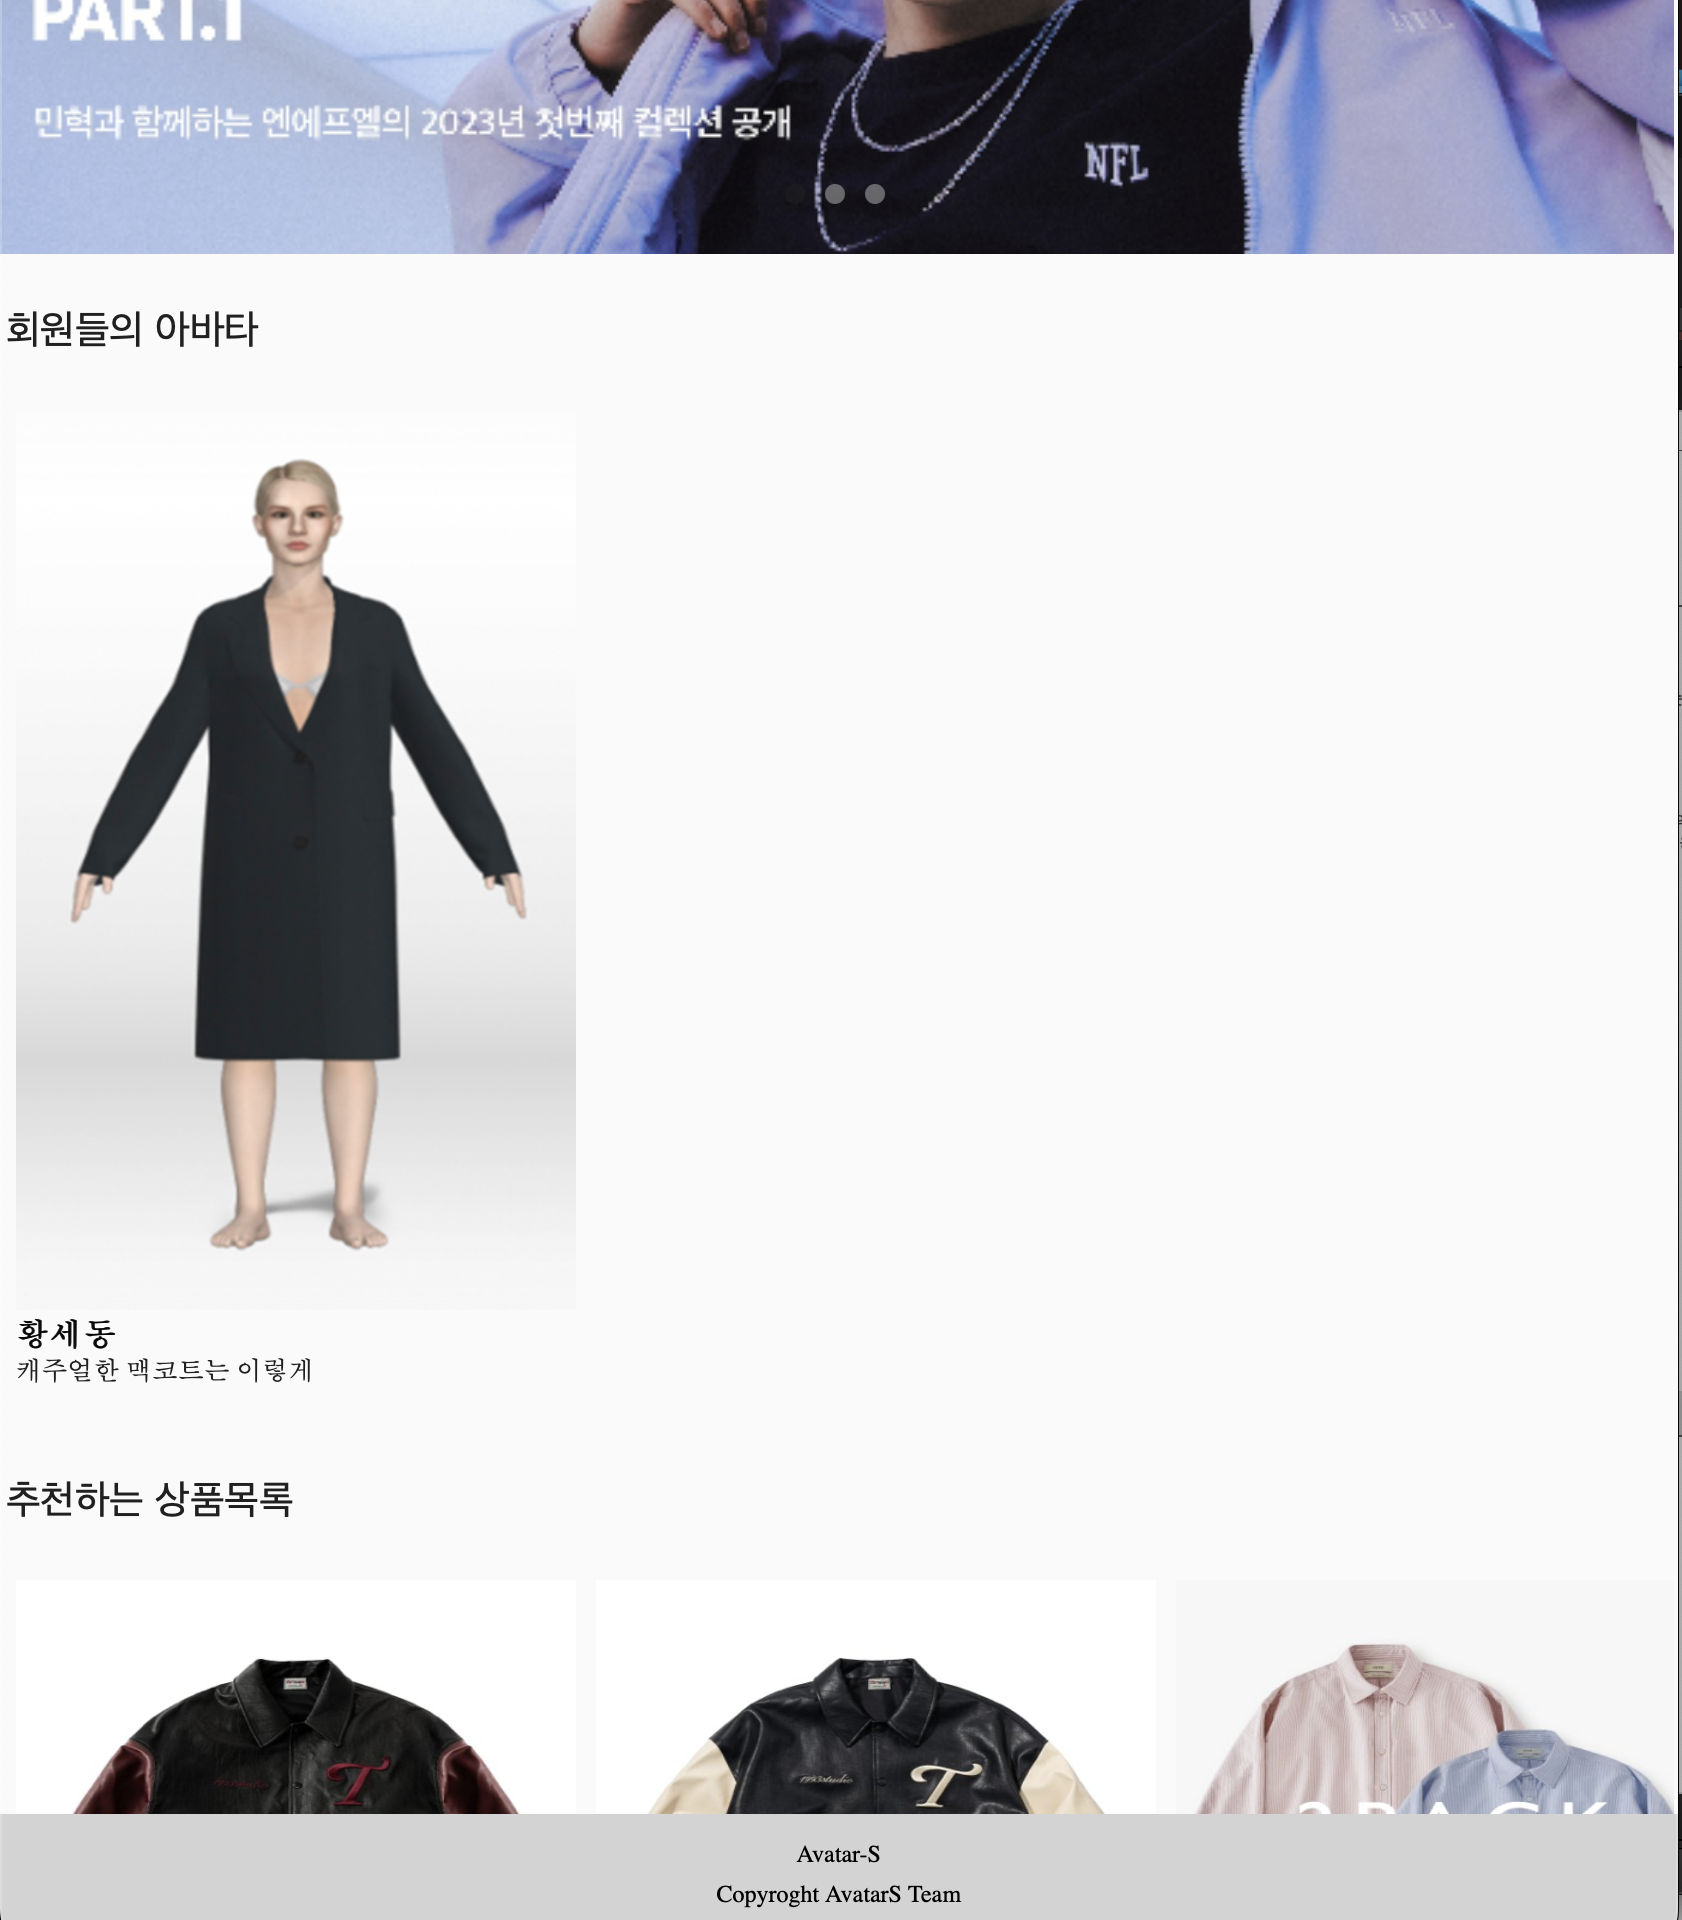 PART.1
민혁과 함께하는 엔에프엘의 2023년 첫번째 컬렉션 공개
NFL
NFL
회원들의 아바타
황세동
캐주얼한 맥코트는 이렇게
추천하는 상품목록
T
1993studio
T
2PACK
Avatar-S
Copyroght AvatarS Team